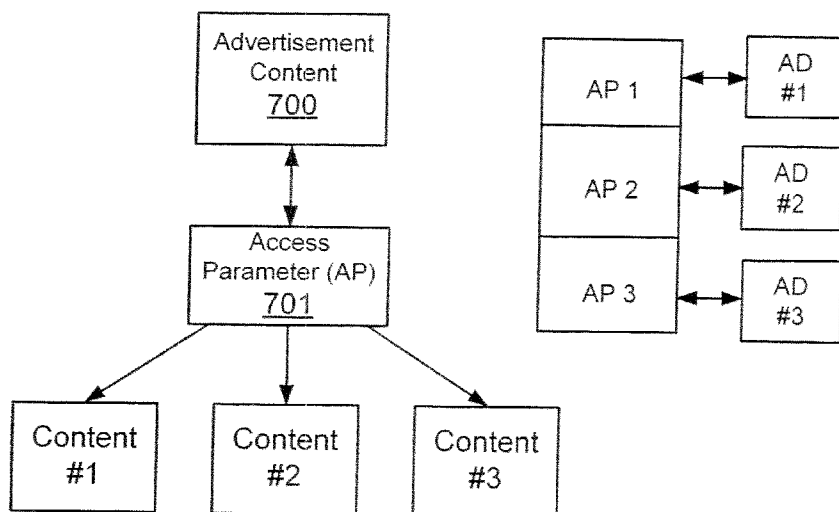 Advertisement
Content
700
Access
Parameter (AP)
701
Content
#1
Content
#2
Content
#3
AP 1
AD
#1
AP 2
AD
#2
AP 3
AD
#3